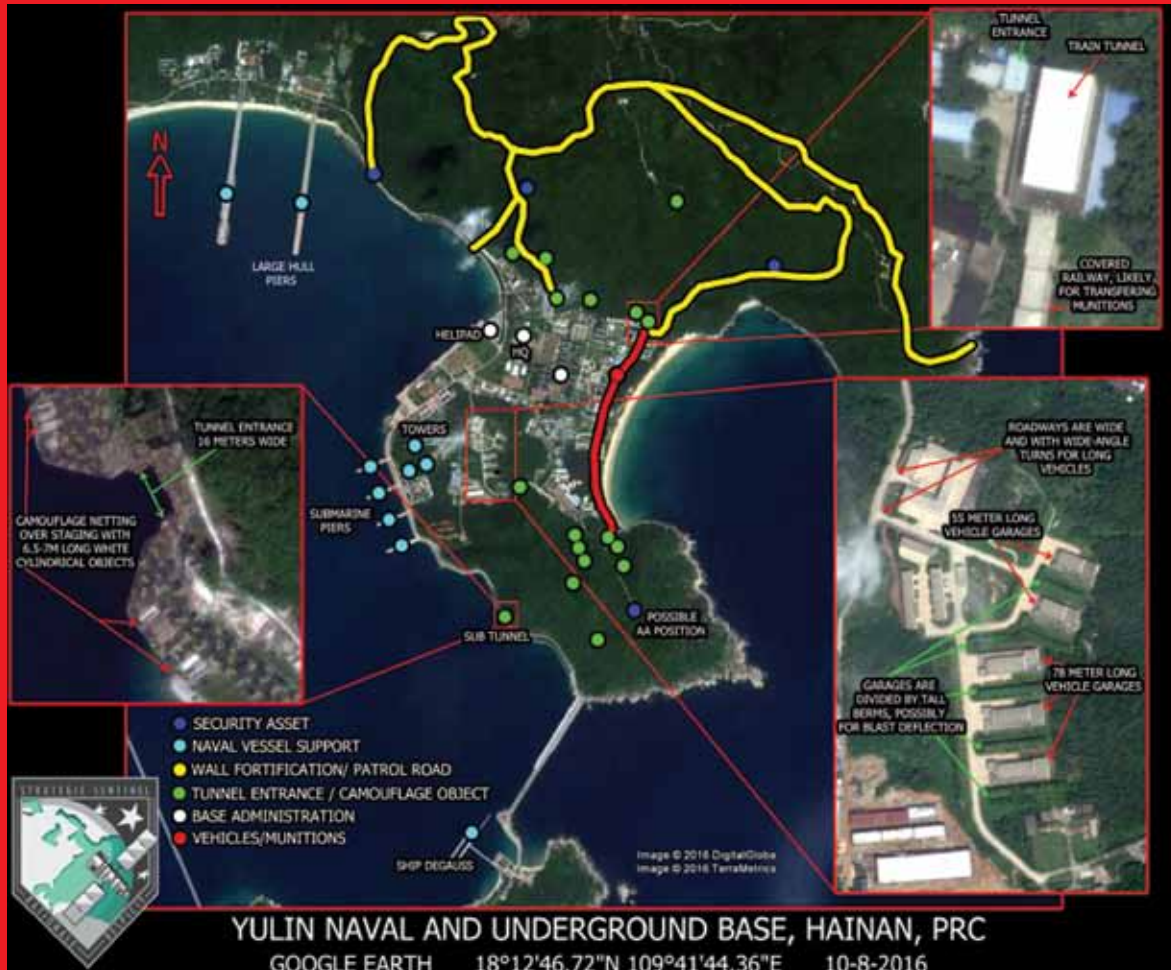 TUNNEL
ENTRANCE
TRAIN TUNNEL
COVERED
RAILWAY, LIKELY
FOR TRANSFERING
MUNITIONS
N
LARGE HULL
PIERS
HELIPAD
HQ
TOWERS
SUBMARINE
PIERS
SUB TUNNEL
POSSIBLE
AA POSITION
SHIP DEGAUSS
TUNNEL ENTRANCE
16 METERS WIDE
CAMOUFLAGE NETTING
OVER STAGING WITH
6.5-7M LONG WHITE
CYLINDRICAL OBJECTS
ROADWAYS ARE WIDE
AND WITH WIDE-ANGLE
TURNS FOR LONG
VEHICLES
55 METER LONG
VEHICLE GARAGES
78 METER LONG
VEHICLE GARAGES
GARAGES ARE
DIVIDED BY TALL
BERMS, POSSIBLY
FOR BLAST DEFLECTION
SECURITY ASSET
NAVAL VESSEL SUPPORT
WALL FORTIFICATION/ PATROL ROAD
TUNNEL ENTRANCE / CAMOUFLAGE OBJECT
BASE ADMINISTRATION
VEHICLES/MUNITIONS
STRATEGIC SENTINEL
Image © 2016 DigitalGlobe
Image © 2016 TerraMetrics
YULIN NAVAL AND UNDERGROUND BASE, HAINAN, PRC
GOOGLE EARTH 18°12'46.72"N 109°41'44.36"E 10-8-2016